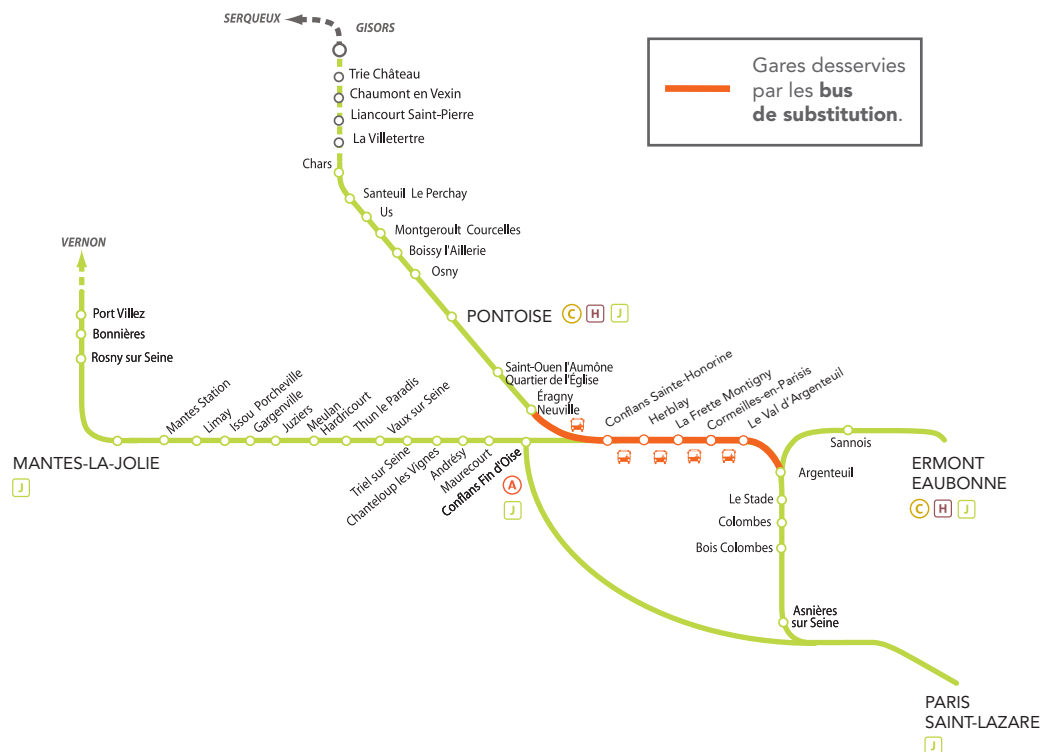 SERQUEUX
GISORS
Trie Château
Chaumont en Vexin
Liancourt Saint-Pierre
La Villetertre
Chars
Santeuil Le Perchay
Us
Montgeroult Courcelles
Boissy l'Aillerie
Osny
PONTOISE C H J
Saint-Ouen l'Aumône
Quartier de l'Église
Éragny
Neuville
Gares desservies
par les bus
de substitution.
VERNON
Port Villez
Bonnières
Rosny sur Seine
MANTES-LA-JOLIE
J
Mantes Station
Limay
Issou Porcheville
Gargenville
Juziers
Meulan
Hardricourt
Thun le Paradis
Vaux sur Seine
Triel sur Seine
Chanteloup les Vignes
Andrésy
Maurecourt
Conflans Fin d'Oise
A
J
Conflans Sainte-Honorine
Herblay
La Frette Montigny
Cormeilles-en-Parisis
Le Val d'Argenteuil
Sannois
ERMONT
EAUBONNE
C H J
Argenteuil
Le Stade
Colombes
Bois Colombes
Asnières
sur Seine
PARIS
SAINT-LAZARE
J